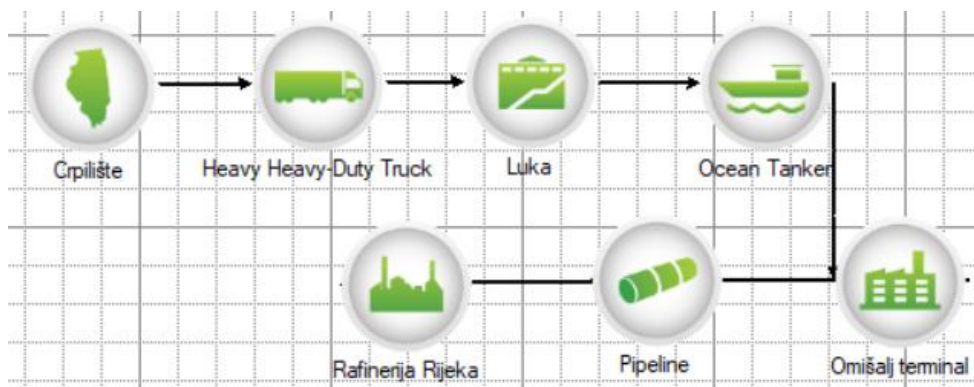 Crpilište
Heavy Heavy-Duty Truck
Luka
Ocean Tanker
Rafinerija Rijeka
Pipeline
Omišalj terminal